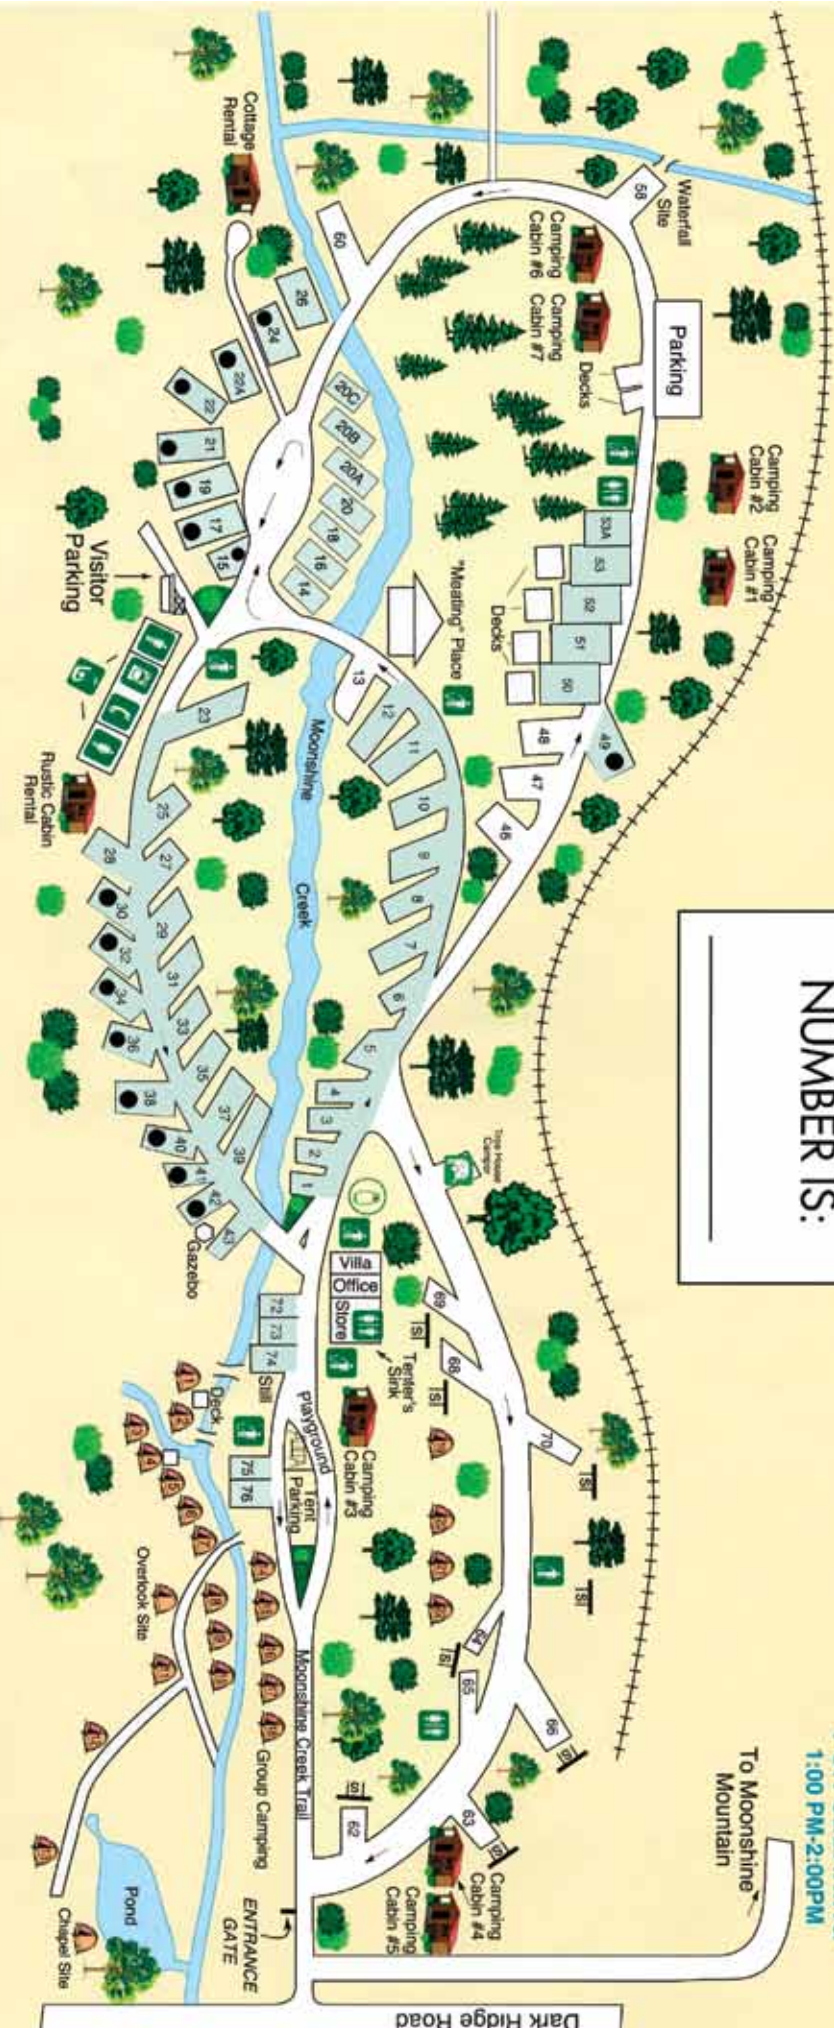 NUMBER IS:
1:00 PM-2:00PM
To Moonshine
Mountain
Waterfall
Site
58
Parking
Camping
Cabin #6
Camping
Cabin #7
Decks
Camping
Cabin #2
Camping
Cabin #1
53A
53
52
51
50
Decks
49
48
47
46
Cottage
Rental
60
26
24
22A
22
21
19
17
15
20C
20B
20A
20
18
16
14
Visitor
Parking
"Meating" Place
13
12
11
10
9
8
7
6
5
4
3
2
1
Moonshine
Creek
23
Rustic Cabin
Rental
25
27
28
29
30
31
32
33
34
35
36
37
38
39
40
41
42
43
Gazebo
Tree House
Camper
Villa
Office
Store
Tenter's
Sink
72
73
74
Still
Deck
Playground
Tent
Parking
75
76
Camping
Cabin #3
69
68
70
64
65
66
63
62
Camping
Cabin #4
Camping
Cabin #5
Overlook Site
Group Camping
Moonshine Creek Trail
ENTRANCE
GATE
Pond
Chapel Site
Dark Ridge Road